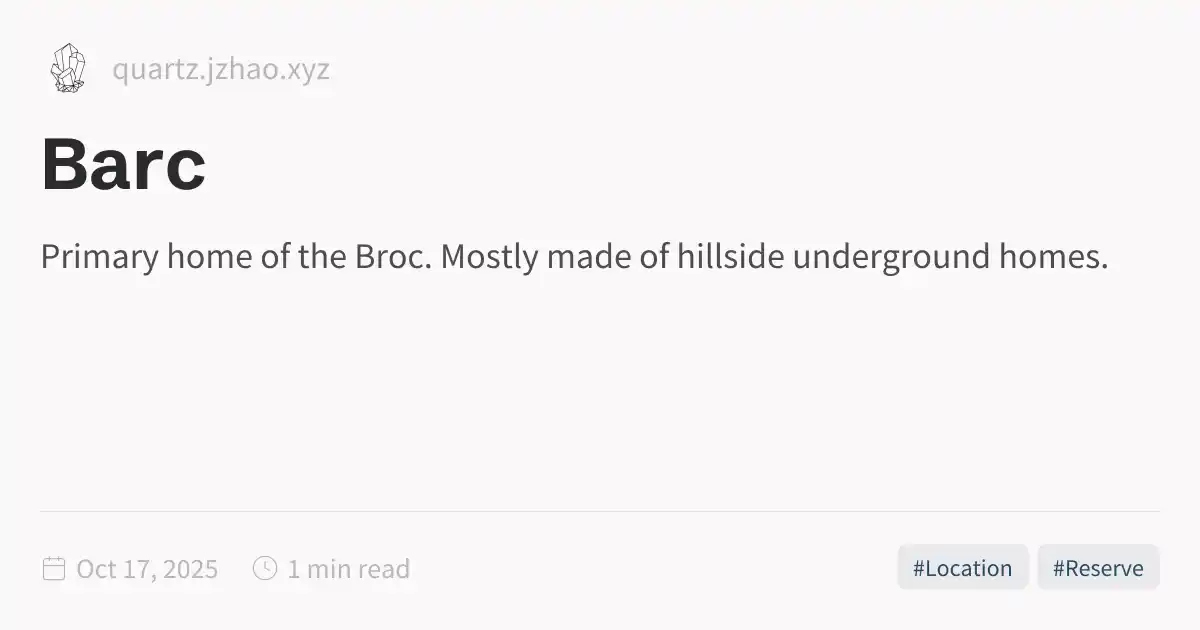 quartz.jzhao.xyz
Barc
Primary home of the Broc. Mostly made of hillside underground homes.
Oct 17, 2025 1 min read #Location #Reserve